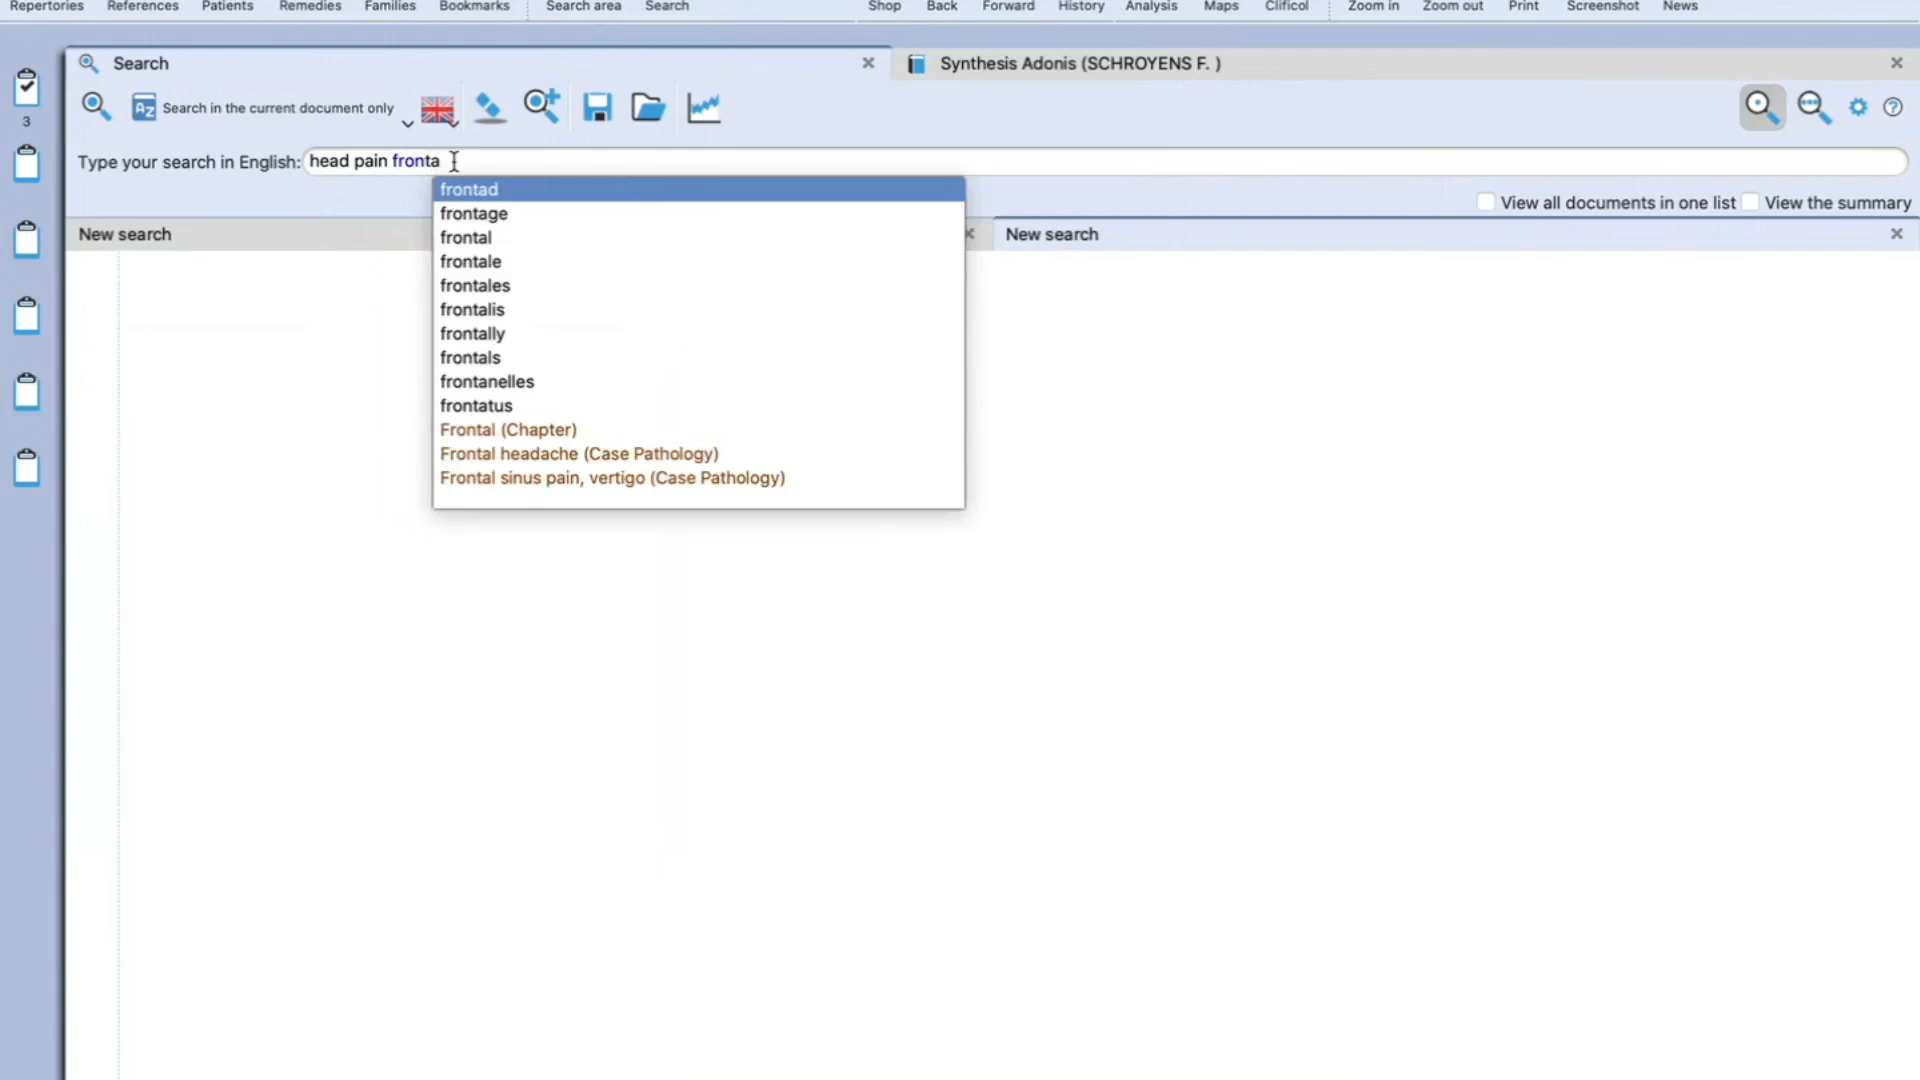 Repertories References Patients Remedies Families Bookmarks Search area Search Shop Back Forward History Analysis Maps Clificol Zoom in Zoom out Print Screenshot News
Search
Synthesis Adonis (SCHROYENS F. )
Search in the current document only
3
Type your search in English: head pain fronta
View all documents in one list View the summary
New search
New search
frontad
frontage
frontal
frontale
frontales
frontalis
frontally
frontals
frontanelles
frontatus
Frontal (Chapter)
Frontal headache (Case Pathology)
Frontal sinus pain, vertigo (Case Pathology)